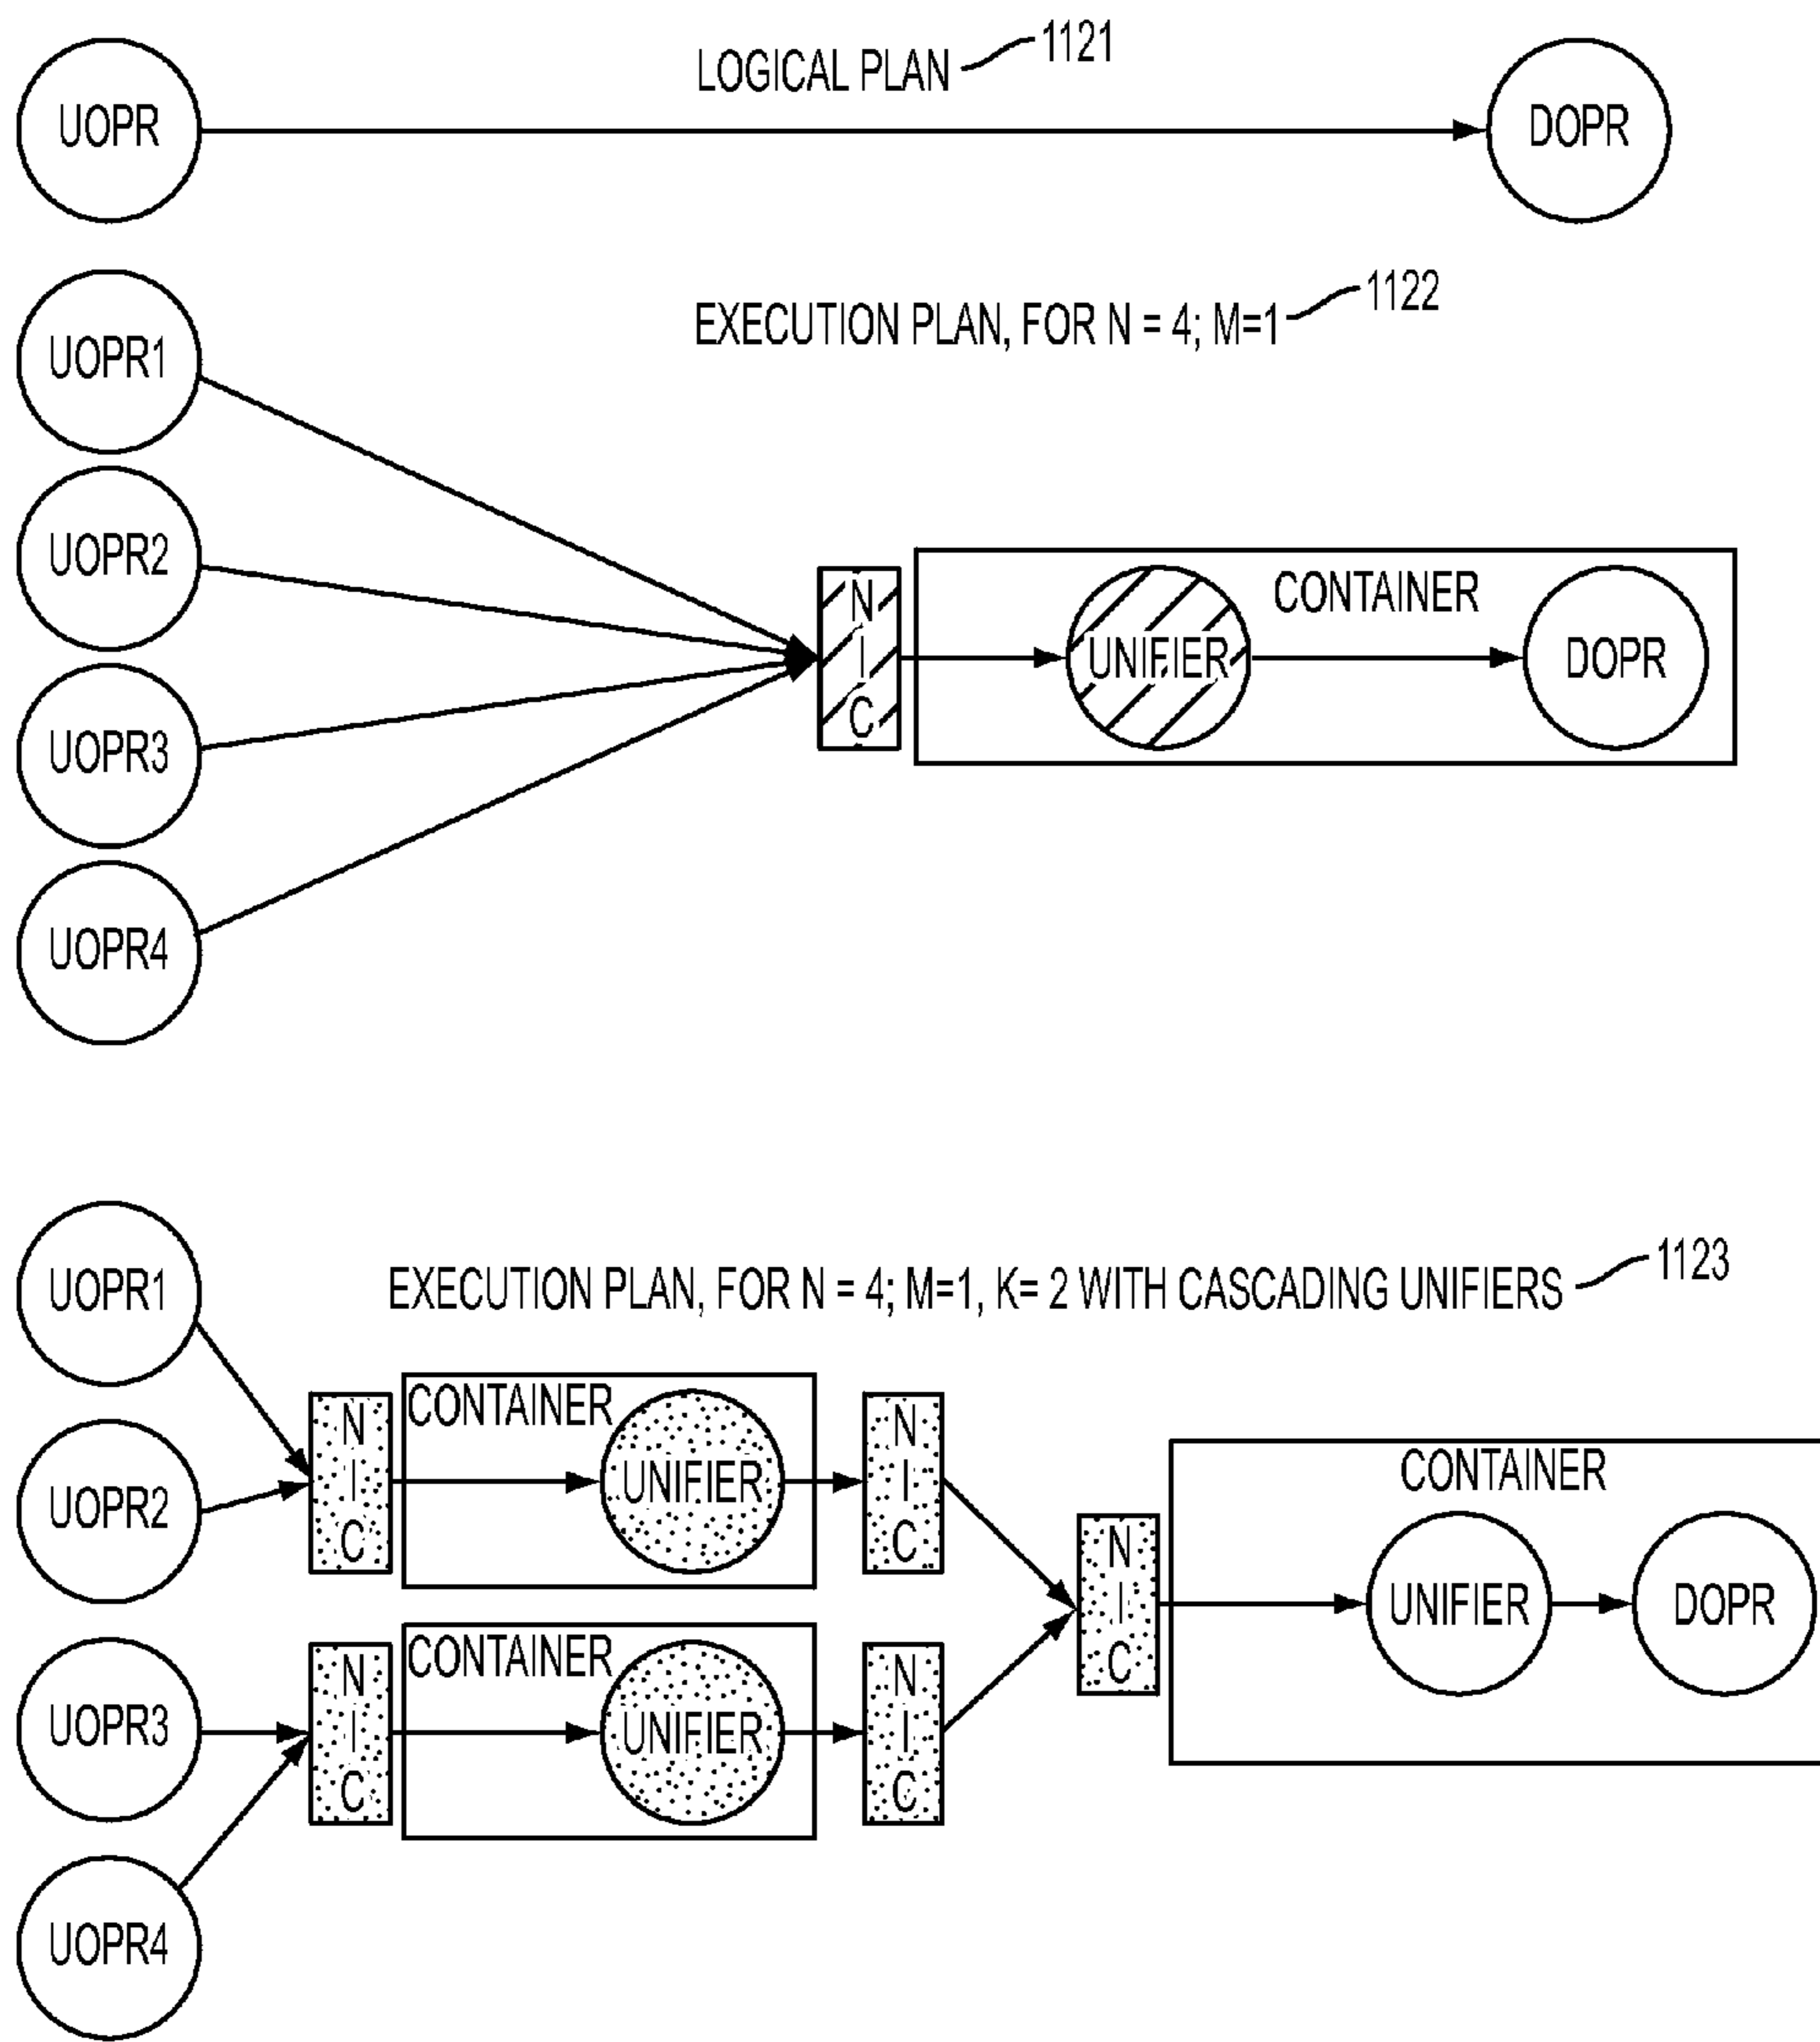 1121
LOGICAL PLAN
UOPR
DOPR
1122
EXECUTION PLAN, FOR N = 4; M=1
UOPR1
UOPR2
UOPR3
UOPR4
N
I
C
CONTAINER
UNIFIER
DOPR
1123
EXECUTION PLAN, FOR N = 4; M=1, K= 2 WITH CASCADING UNIFIERS
UOPR1
UOPR2
N
I
C
CONTAINER
UNIFIER
N
I
C
UOPR3
UOPR4
N
I
C
CONTAINER
UNIFIER
N
I
C
N
I
C
CONTAINER
UNIFIER
DOPR